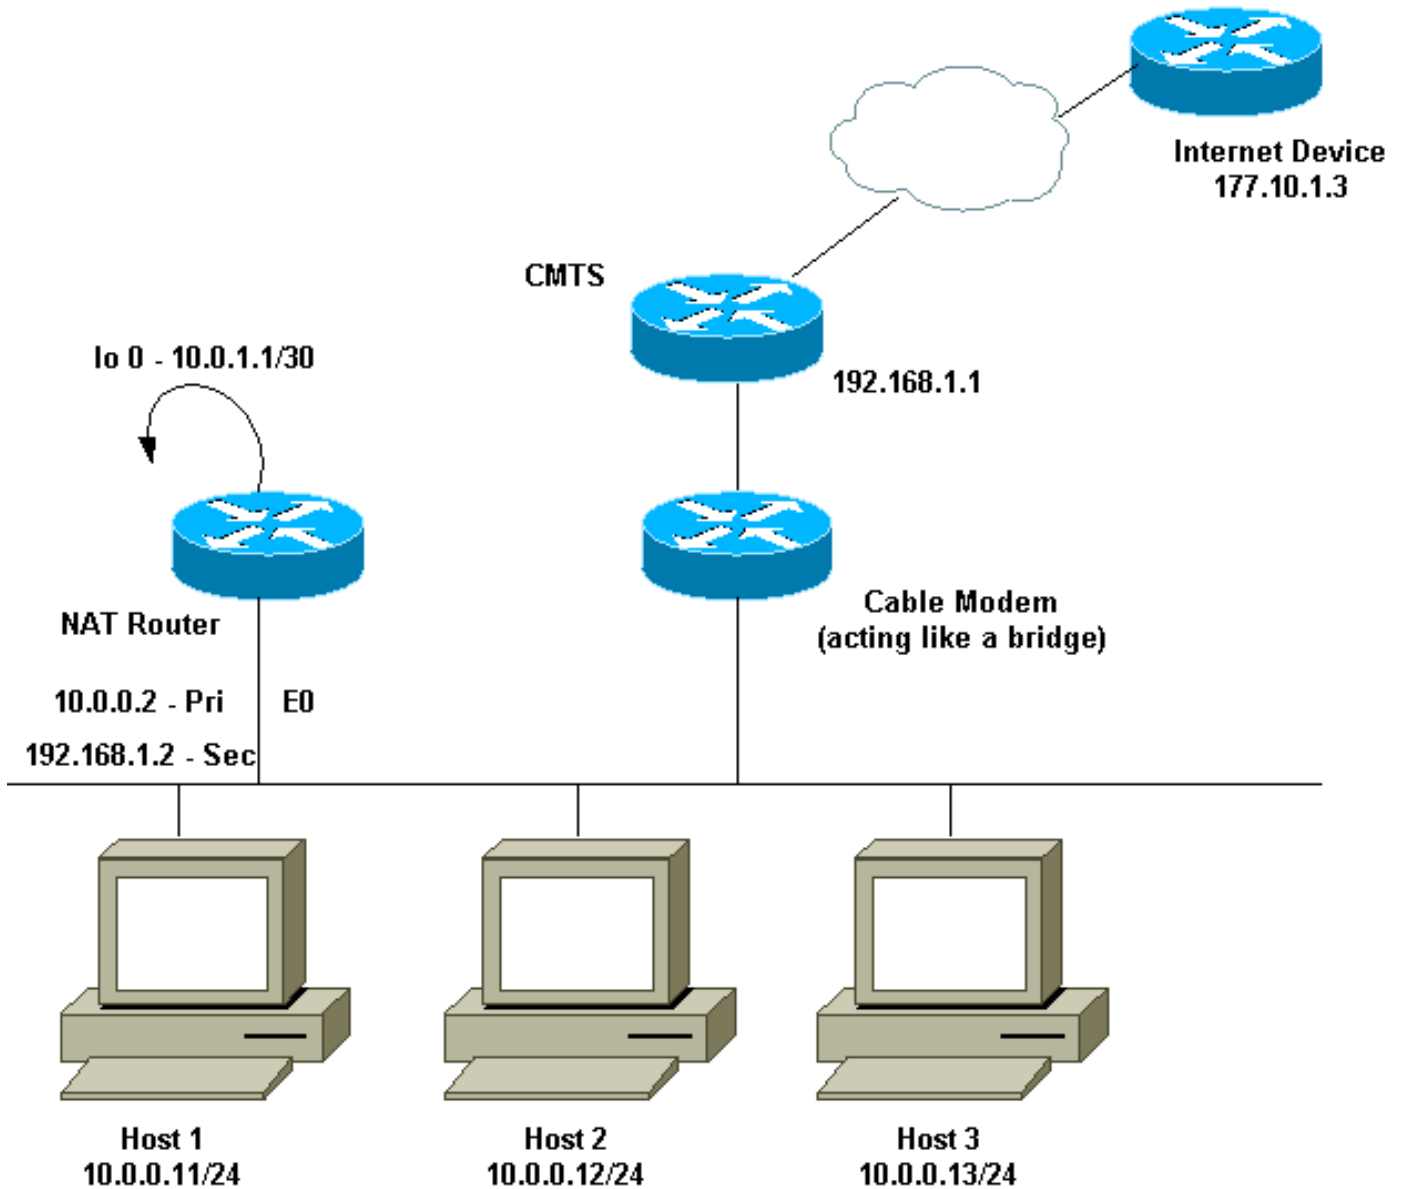 Internet Device
177.10.1.3
CMTS
192.168.1.1
lo 0 - 10.0.1.1/30
NAT Router
Cable Modem
(acting like a bridge)
10.0.0.2 - Pri
E0
192.168.1.2 - Sec
Host 1
10.0.0.11/24
Host 2
10.0.0.12/24
Host 3
10.0.0.13/24